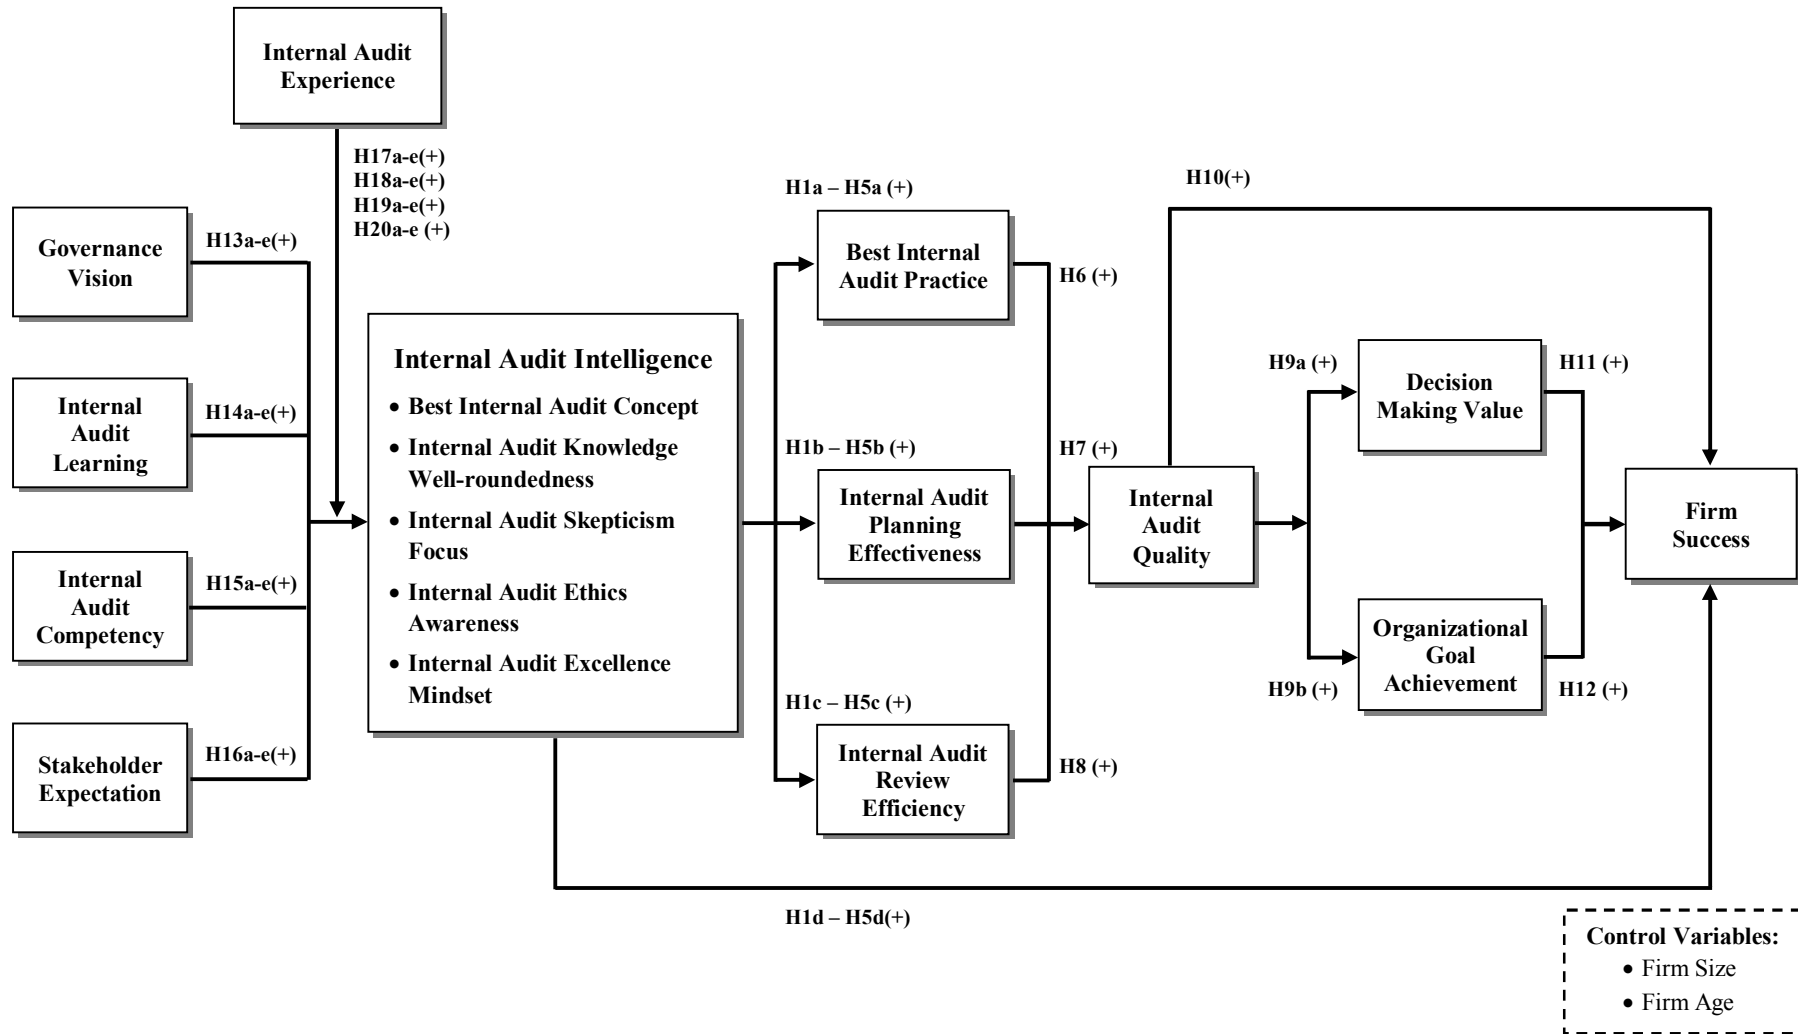 Internal Audit
Experience
H17a-e(+)
H18a-e(+)
H19a-e(+)
H20a-e (+)
Governance
Vision
H13a-e(+)
Internal
Audit
Learning
H14a-e(+)
Internal
Audit
Competency
H15a-e(+)
Stakeholder
Expectation
H16a-e(+)
Internal Audit Intelligence
• Best Internal Audit Concept
• Internal Audit Knowledge
Well-roundedness
• Internal Audit Skepticism
Focus
• Internal Audit Ethics
Awareness
• Internal Audit Excellence
Mindset
H1a – H5a (+)
Best Internal
Audit Practice
H6 (+)
H1b – H5b (+)
Internal Audit
Planning
Effectiveness
H7 (+)
H1c – H5c (+)
Internal Audit
Review
Efficiency
H8 (+)
H1d – H5d(+)
Internal
Audit
Quality
H10(+)
H9a (+)
Decision
Making Value
H11 (+)
H9b (+)
Organizational
Goal
Achievement
H12 (+)
Firm
Success
Control Variables:
• Firm Size
• Firm Age